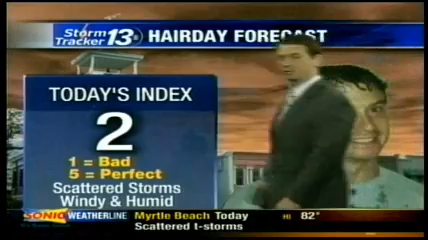 Storm Tracker 13 HAIRDAY FORECAST
TODAY'S INDEX
2
1 = Bad
5 = Perfect
Scattered Storms
Windy & Humid
SONIC WEATHERLINE Myrtle Beach Today HI 82°
Scattered t-storms